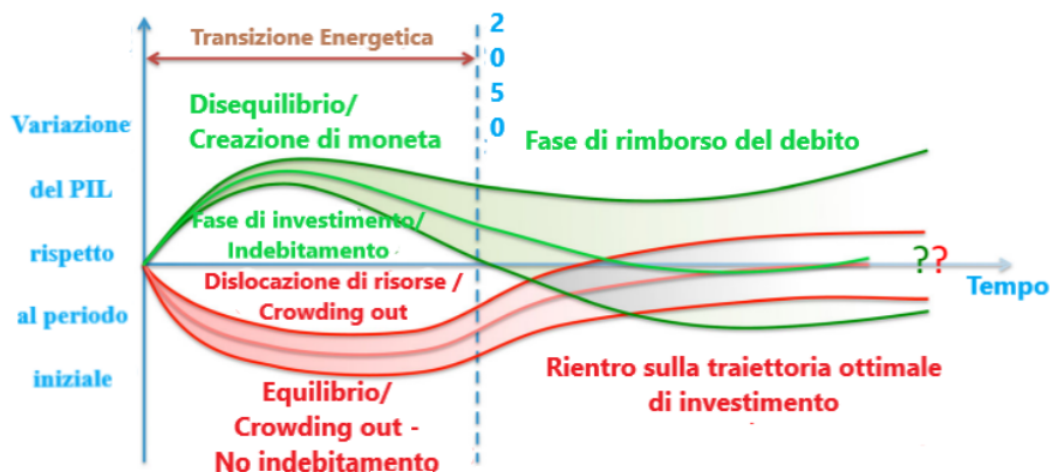 Transizione Energetica
2
0
5
0
Disequilibrio/
Creazione di moneta
Fase di rimborso del debito
Variazione
del PIL
rispetto
al periodo
iniziale
Fase di investimento/
Indebitamento
Dislocazione di risorse /
Crowding out
??
Tempo
Equilibrio/
Crowding out -
No indebitamento
Rientro sulla traiettoria ottimale
di investimento